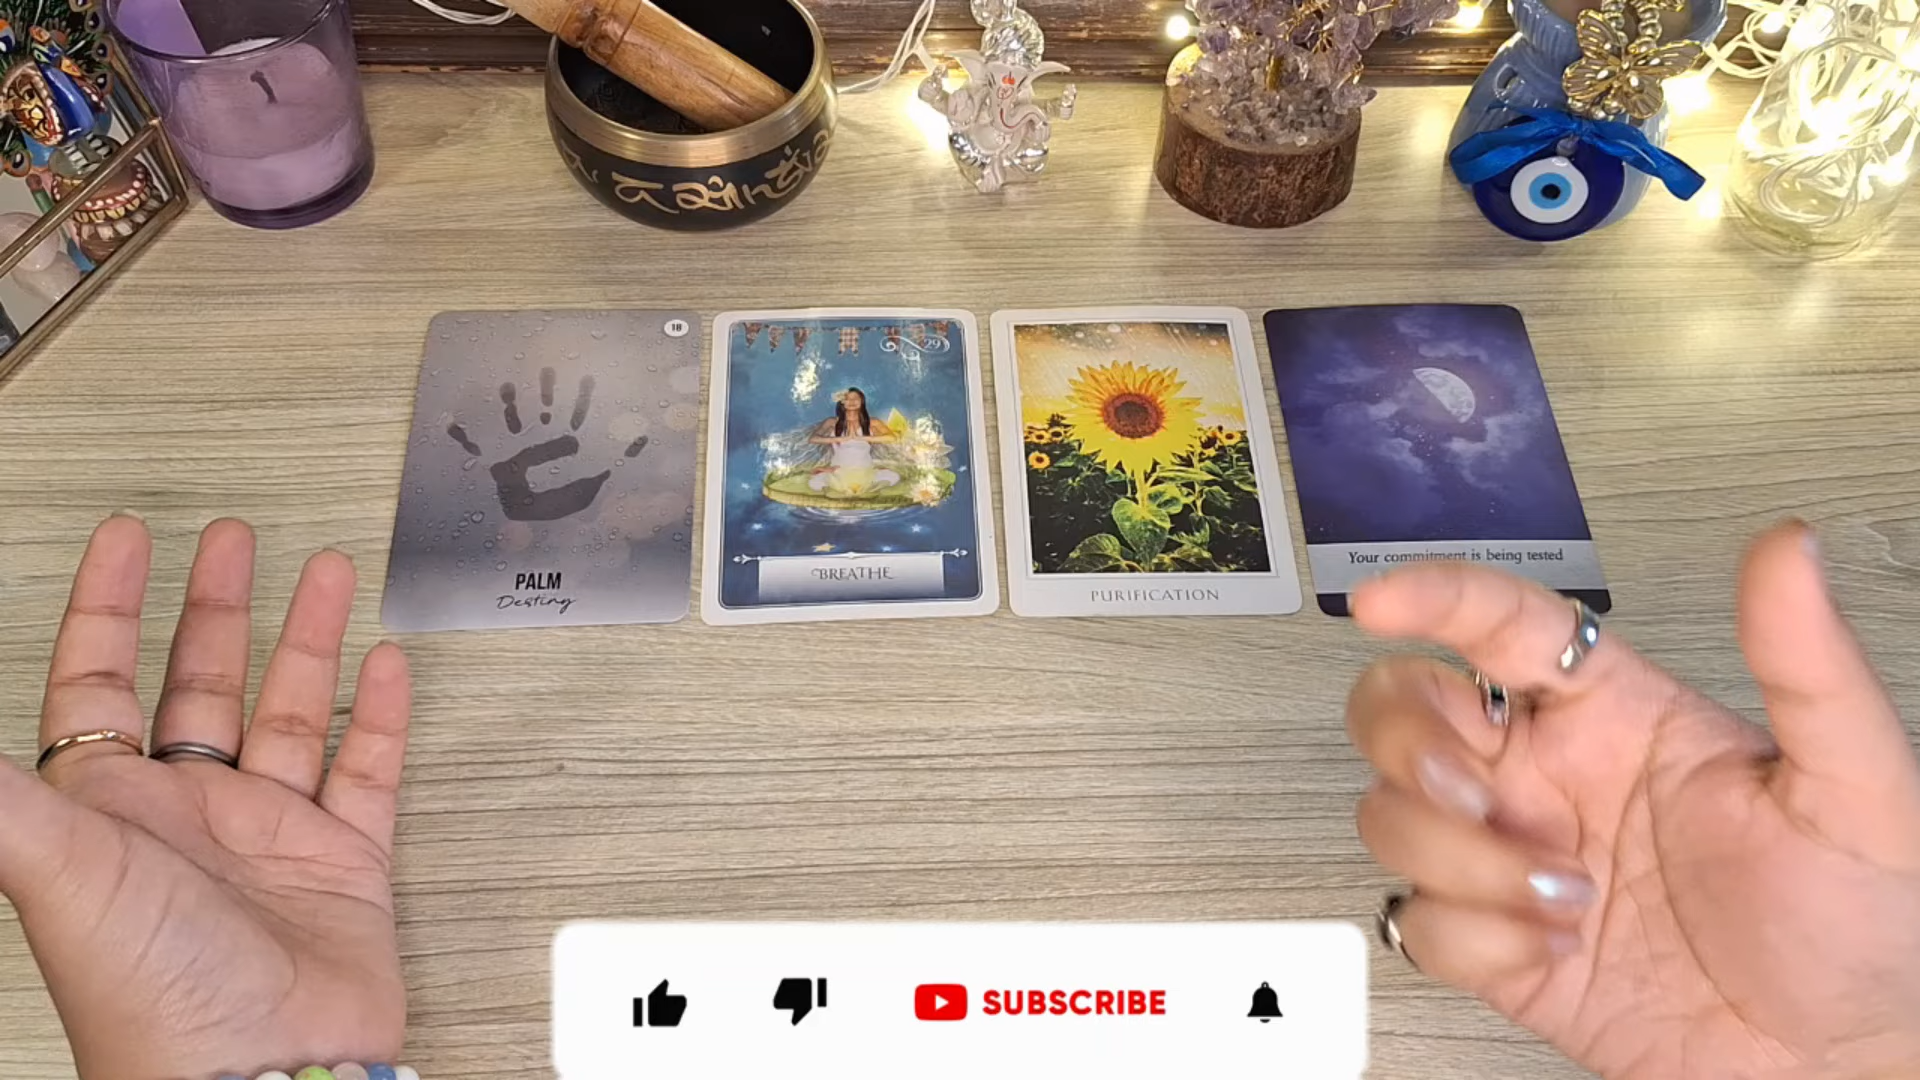 18
PALM
Destiny
29
BREATHE
PURIFICATION
Your commitment is being tested
SUBSCRIBE